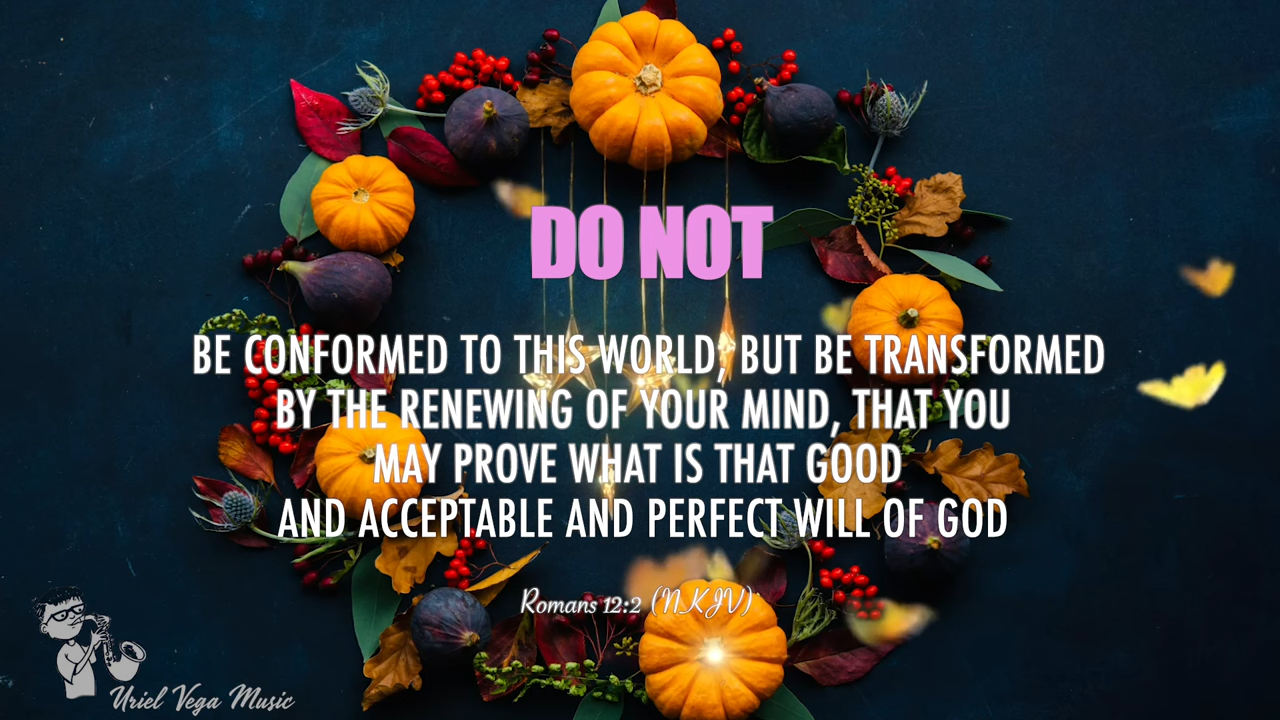 DO NOT
BE CONFORMED TO THIS WORLD, BUT BE TRANSFORMED
BY THE RENEWING OF YOUR MIND, THAT YOU
MAY PROVE WHAT IS THAT GOOD
AND ACCEPTABLE AND PERFECT WILL OF GOD
Romans 12:2 (NKJV)
Uriel Vega Music